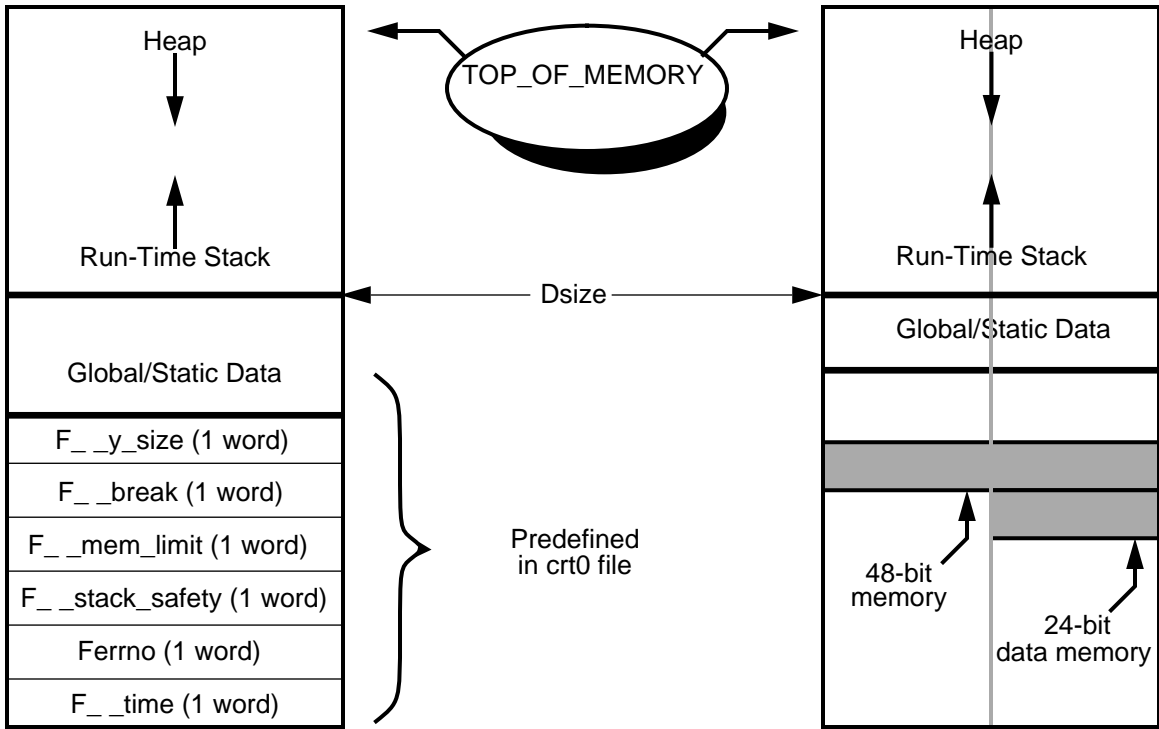 Heap
Run-Time Stack
Global/Static Data
F_ _y_size (1 word)
F_ _break (1 word)
F_ _mem_limit (1 word)
F_ _stack_safety (1 word)
Ferrno (1 word)
F_ _time (1 word)
TOP_OF_MEMORY
Dsize
Predefined
in crt0 file
Heap
Run-Time Stack
Global/Static Data
48-bit
memory
24-bit
data memory